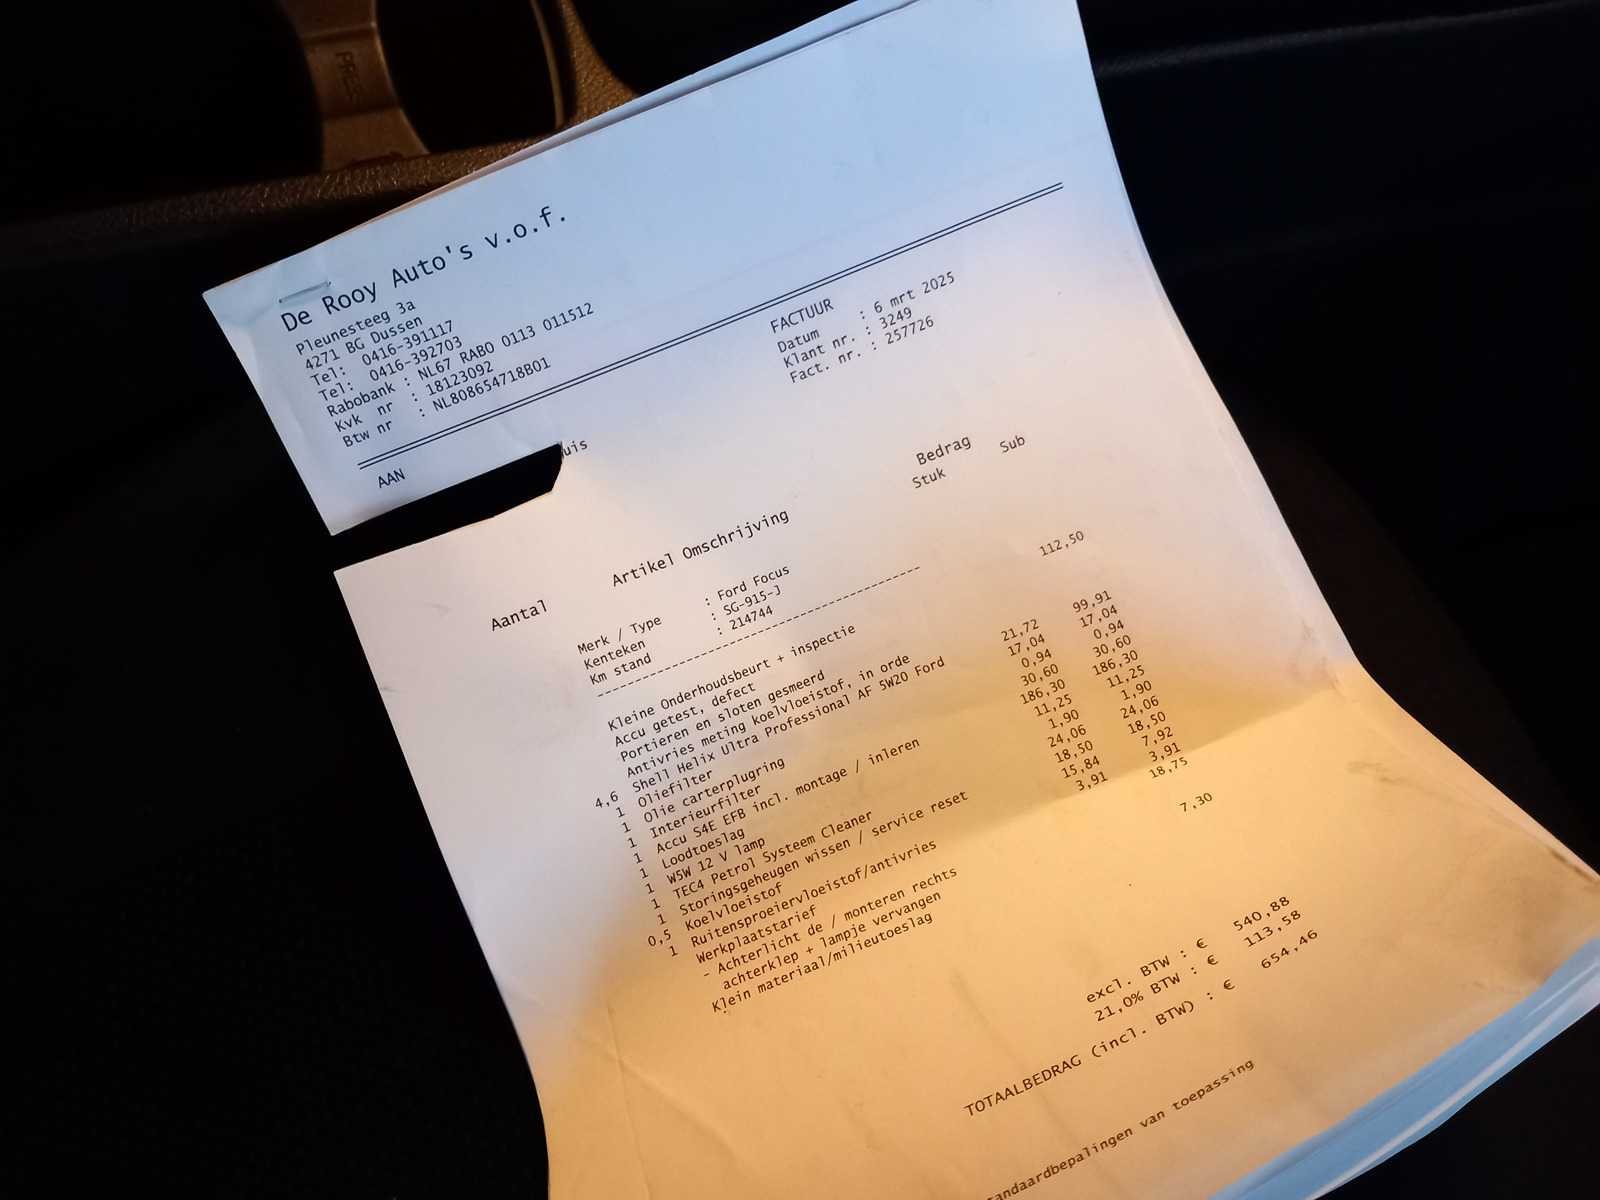 PRESS
De Rooy Auto's v.o.f.
Pleunesteeg 3a
4271 BG Dussen
Tel: 0416-391117
Tel: 0416-392703
Rabobank : NL67 RABO 0113 011512
Kvk nr : 18123092
Btw nr : NL808654718B01
FACTUUR
Datum : 6 mrt 2025
Klant nr. : 3249
Fact. nr. : 257726
AAN
uis
Aantal Artikel Omschrijving Bedrag Sub
Stuk
Merk / Type : Ford Focus
Kenteken : SG-915-J
Km stand : 214744
Kleine Onderhoudsbeurt + inspectie 112,50
Accu getest, defect
Portieren en sloten gesmeerd
Antivries meting koelvloeistof, in orde
4,6 Shell Helix Ultra Professional AF 5W20 Ford 21,72 99,91
1 Oliefilter 17,04 17,04
1 Olie carterplugring 0,94 0,94
1 Interieurfilter 30,60 30,60
1 Accu S4E EFB incl. montage / inleren 186,30 186,30
1 Loodtoeslag 11,25 11,25
1 W5W 12 V lamp 1,90 1,90
1 TEC4 Petrol Systeem Cleaner 24,06 24,06
1 Storingsgeheugen wissen / service reset 18,50 18,50
0,5 Koelvloeistof 15,84 7,92
1 Ruitensproeiervloeistof/antivries 3,91 3,91
Werkplaatstarief 18,75
- Achterlicht de / monteren rechts
achterklep + lampje vervangen
Klein materiaal/milieutoeslag 7,30
excl. BTW : € 540,88
21,0% BTW : € 113,58
TOTAALBEDRAG (incl. BTW) : € 654,46
tandaardbepalingen van toepassing